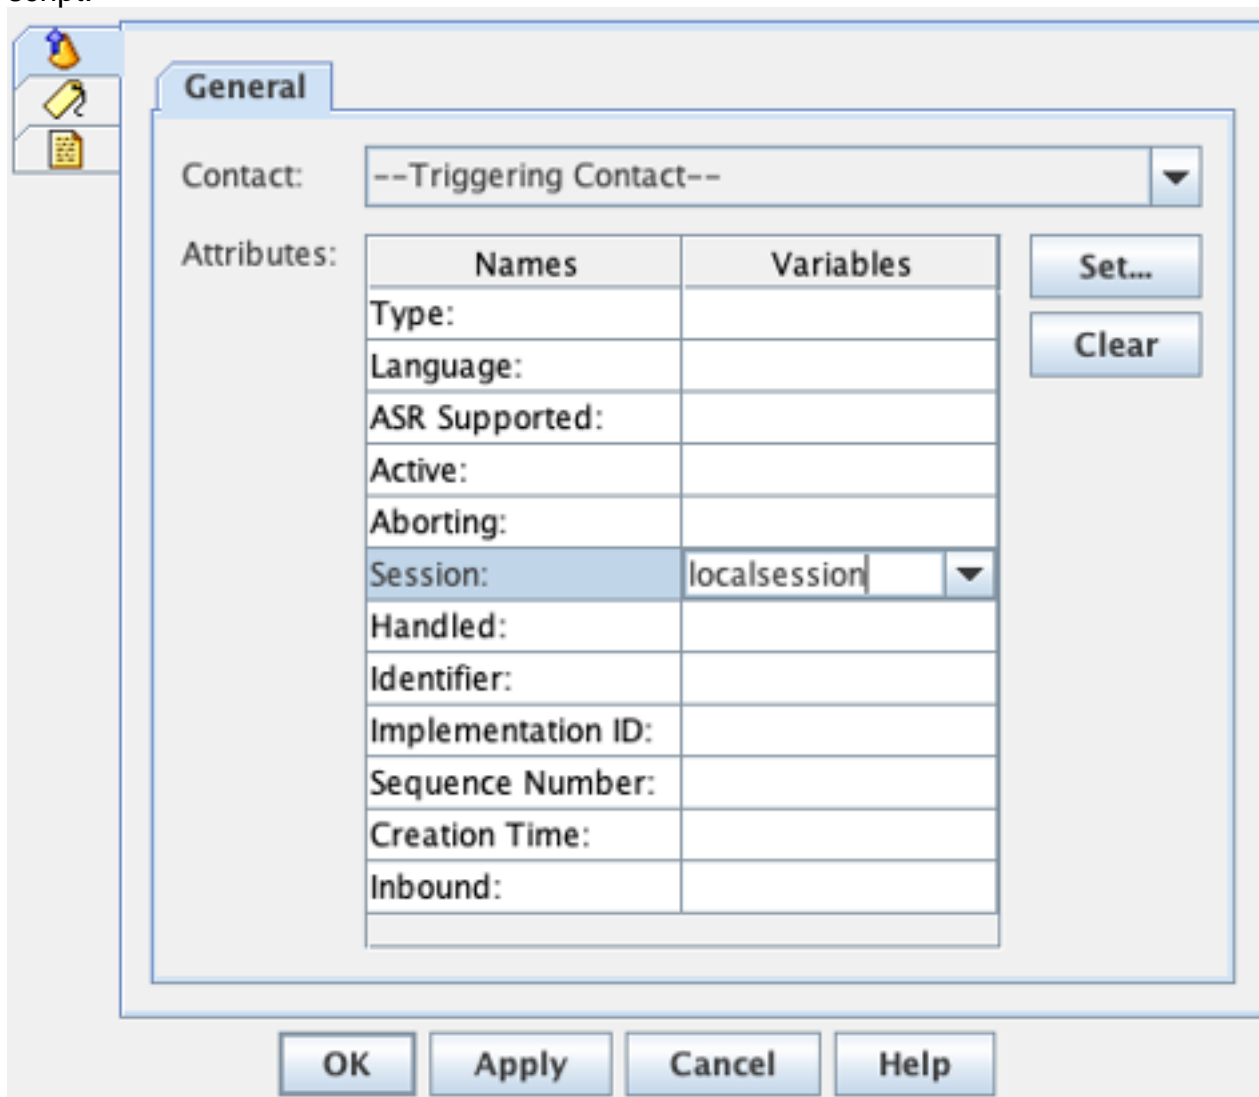 script.
General
Contact: --Triggering Contact--
Attributes:
Names Variables
Set...
Type:
Clear
Language:
ASR Supported:
Active:
Aborting:
Session: localsession
Handled:
Identifier:
Implementation ID:
Sequence Number:
Creation Time:
Inbound:
OK Apply Cancel Help